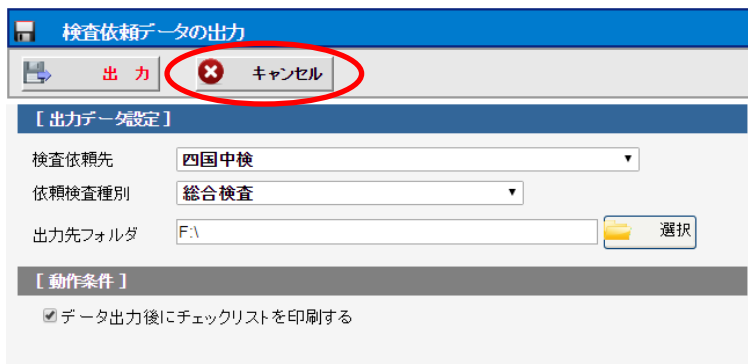 検査依頼データの出力
出 力 キャンセル
[ 出力データ設定 ]
検査依頼先 四国中検
依頼検査種別 総合検査
出力先フォルダ F:\ 選択
[ 動作条件 ]
データ出力後にチェックリストを印刷する